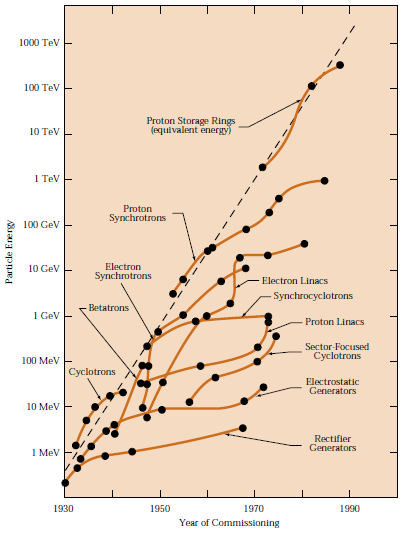 1000 TeV
100 TeV
Proton Storage Rings
(equivalent energy)
10 TeV
1 TeV
Proton
Synchrotrons
100 GeV
Particle Energy
Electron
Synchrotrons
10 GeV
Electron Linacs
Synchrocyclotrons
Betatrons
1 GeV
Proton Linacs
Sector-Focused
Cyclotrons
100 MeV
Cyclotrons
Electrostatic
Generators
10 MeV
Rectifier
Generators
1 MeV
1930
1950
1970
1990
Year of Commissioning